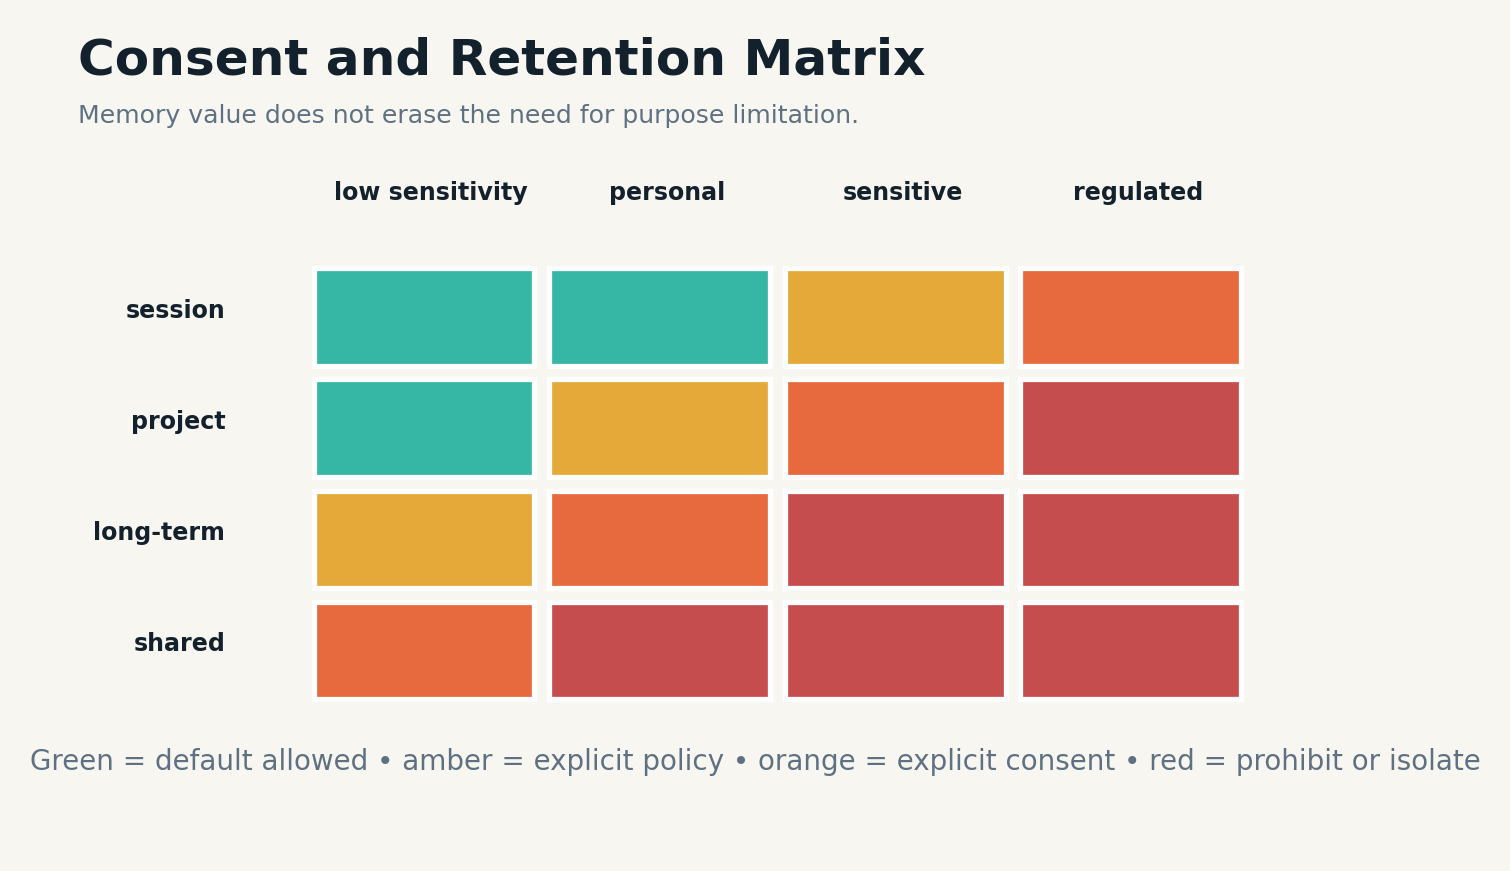 Consent and Retention Matrix
Memory value does not erase the need for purpose limitation.
low sensitivity personal sensitive regulated
session
project
long-term
shared
Green = default allowed • amber = explicit policy • orange = explicit consent • red = prohibit or isolate